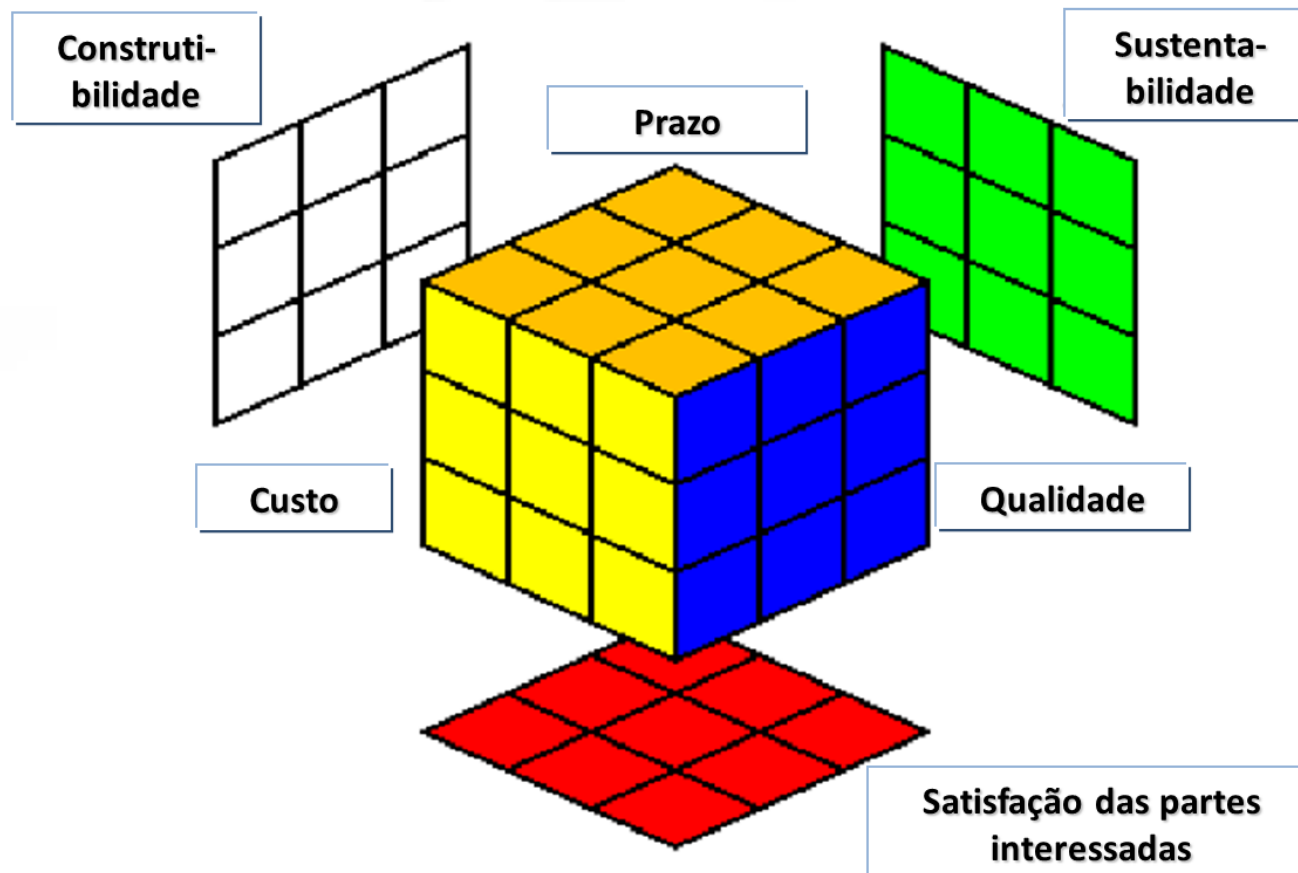 Construti-
bilidade
Sustenta-
bilidade
Prazo
Custo
Qualidade
Satisfação das partes
interessadas